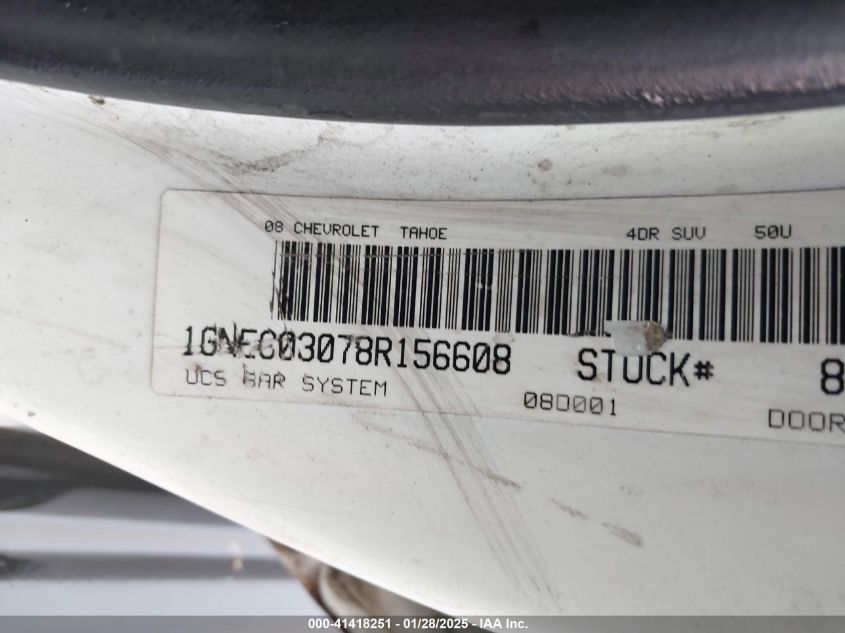 08 CHEVROLET TAHOE 4DR SUV 50U
1GNEC03078R156608 STOCK# 8
UCS BAR SYSTEM 08D001 DOOR
000-41418251 - 01/28/2025 - IAA Inc.